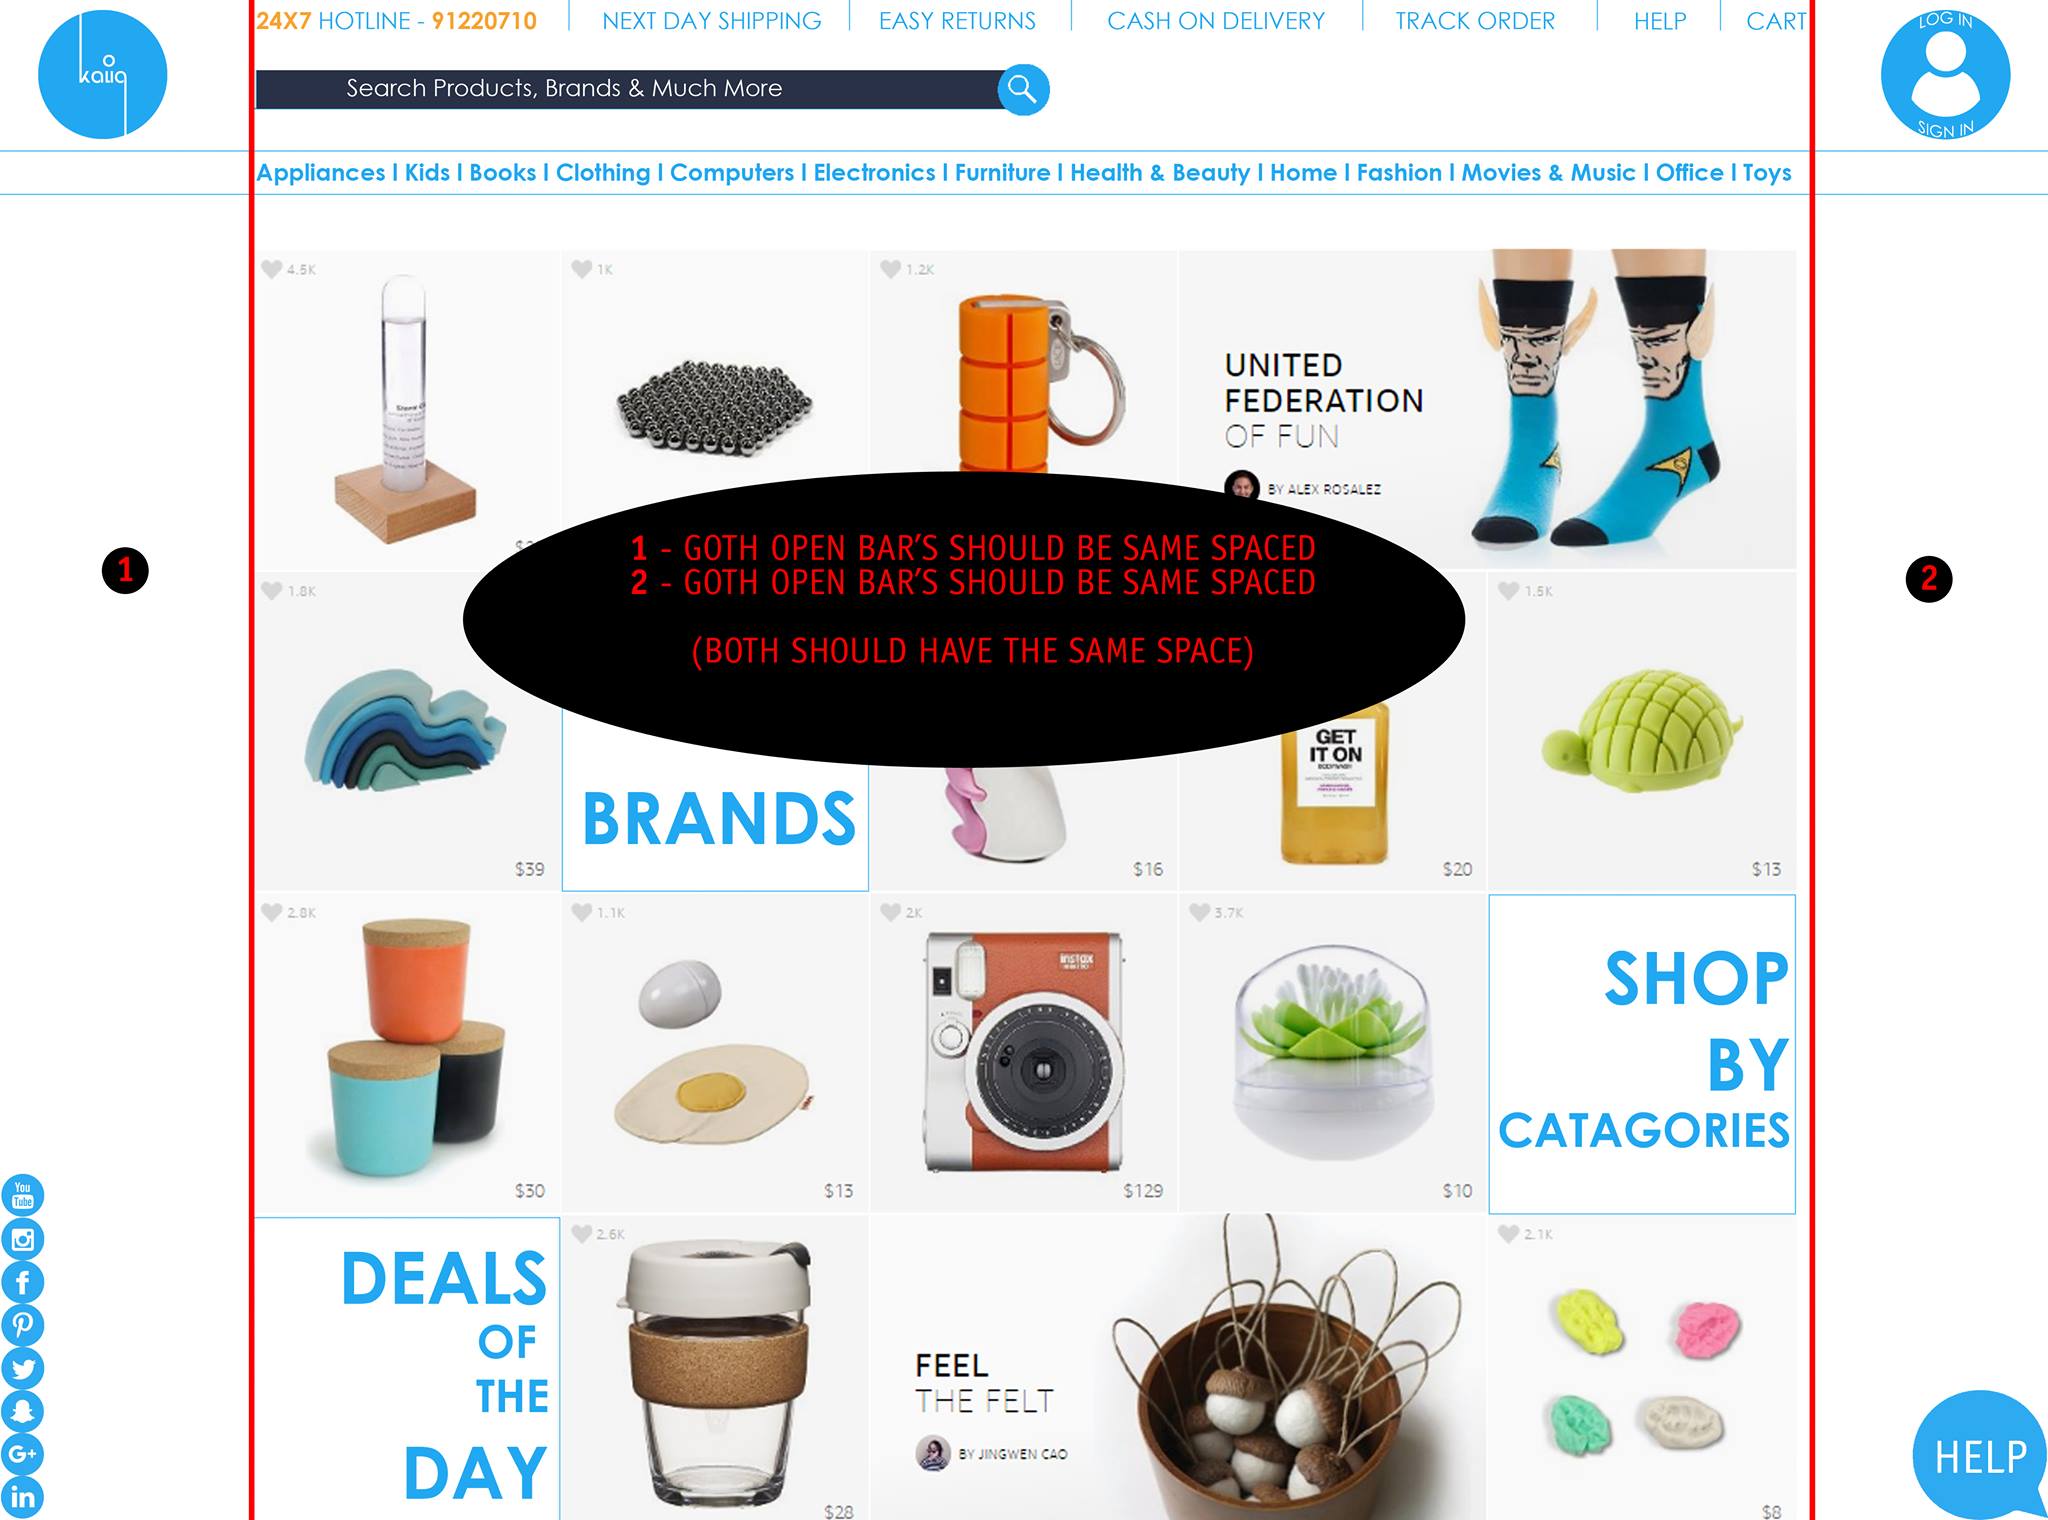 24X7 HOTLINE - 91220710
NEXT DAY SHIPPING
EASY RETURNS
CASH ON DELIVERY
TRACK ORDER
HELP
CART
LOG IN
SIGN IN
kaliq
Search Products, Brands & Much More
Appliances l Kids l Books l Clothing l Computers l Electronics l Furniture l Health & Beauty l Home l Fashion l Movies & Music l Office l Toys
4.5K
1K
1.2K
UNITED
FEDERATION
OF FUN
BY ALEX ROSALEZ
1
2
1 - GOTH OPEN BAR'S SHOULD BE SAME SPACED
2 - GOTH OPEN BAR'S SHOULD BE SAME SPACED
(BOTH SHOULD HAVE THE SAME SPACE)
1.8K
1.5K
GET
IT ON
BODYWASH
BRANDS
$39
$16
$20
$13
2.8K
1.1K
2K
3.7K
instax
SHOP
BY
CATAGORIES
$30
$13
$129
$10
You
Tube
G+
in
DEALS
OF
THE
DAY
2.6K
2.1K
FEEL
THE FELT
BY JINGWEN CAO
$28
$8
HELP